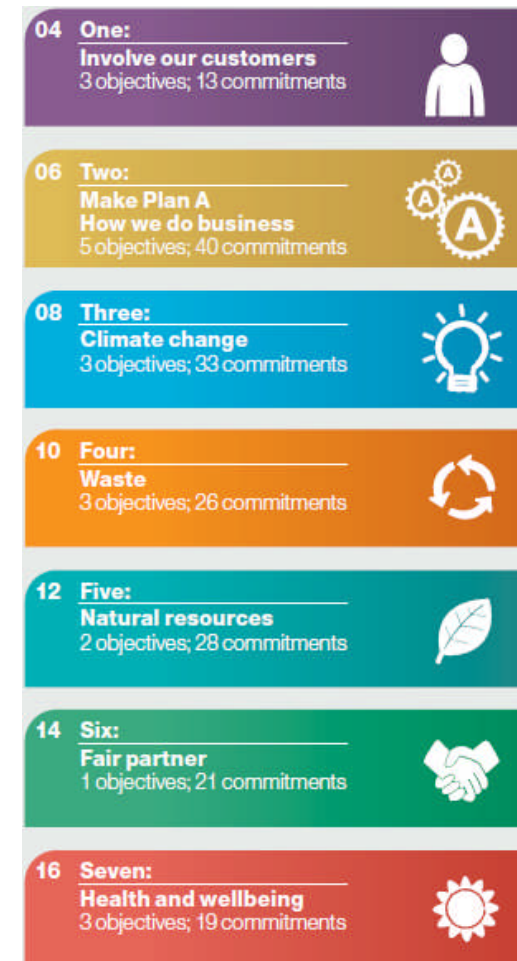 04 One:
Involve our customers
3 objectives; 13 commitments
06 Two:
Make Plan A
How we do business
5 objectives; 40 commitments
A
A
A
08 Three:
Climate change
3 objectives; 33 commitments
10 Four:
Waste
3 objectives; 26 commitments
12 Five:
Natural resources
2 objectives; 28 commitments
14 Six:
Fair partner
1 objectives; 21 commitments
16 Seven:
Health and wellbeing
3 objectives; 19 commitments